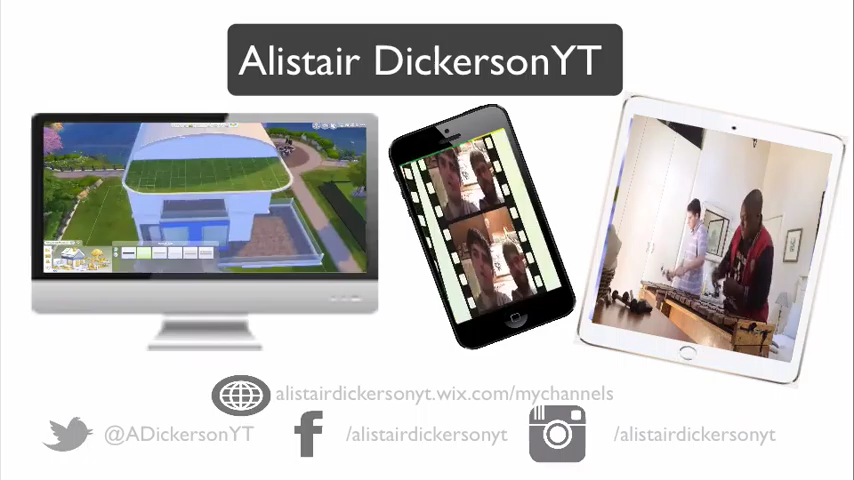 Alistair DickersonYT
alistairdickersonyt.wix.com/mychannels
@ADickersonYT
/alistairdickersonyt
/alistairdickersonyt